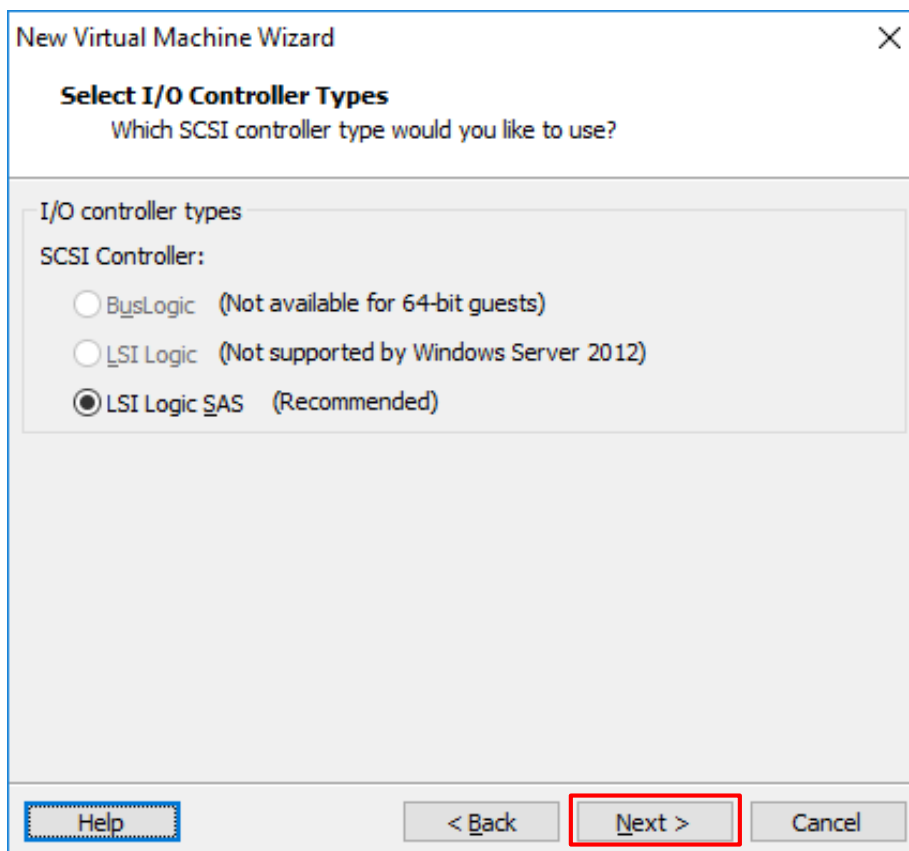 New Virtual Machine Wizard
Select I/O Controller Types
Which SCSI controller type would you like to use?
I/O controller types
SCSI Controller:
BusLogic (Not available for 64-bit guests)
LSI Logic (Not supported by Windows Server 2012)
LSI Logic SAS (Recommended)
Help < Back Next > Cancel